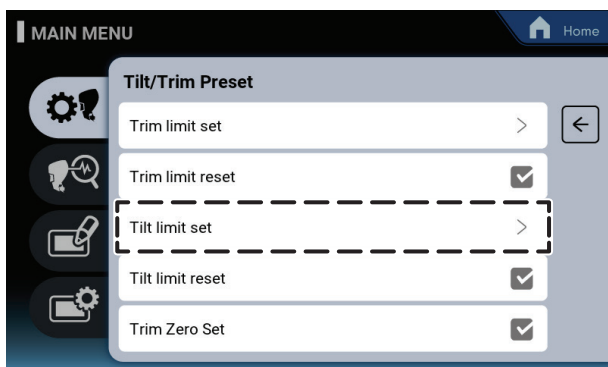 MAIN MENU
Home
Tilt/Trim Preset
Trim limit set
Trim limit reset
Tilt limit set
Tilt limit reset
Trim Zero Set